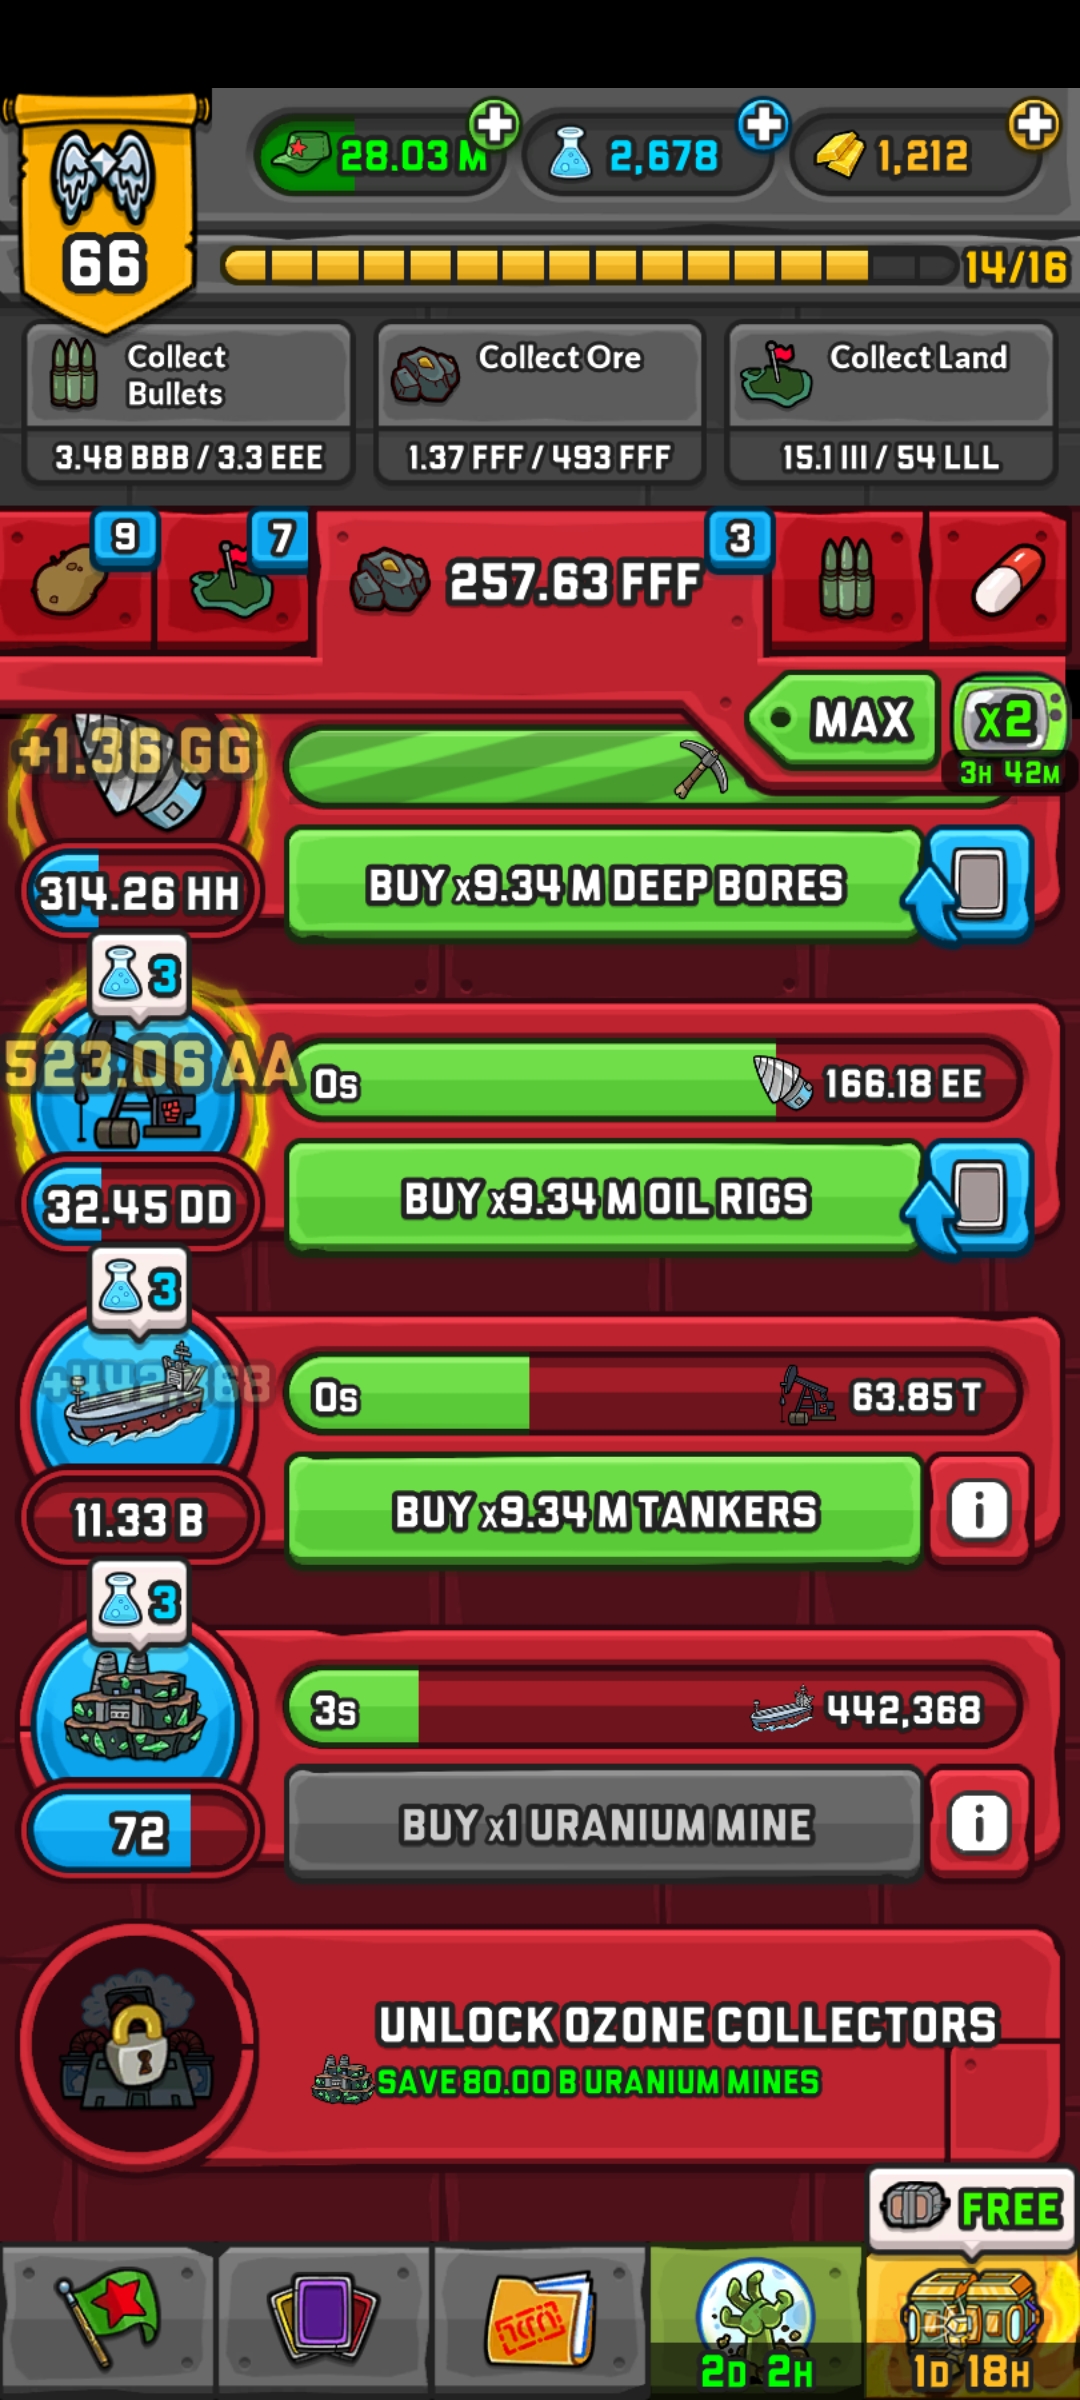 28.03 M
2,678
1,212
66
14/16
Collect
Bullets
Collect Ore
Collect Land
3.48 BBB / 3.3 EEE
1.37 FFF / 493 FFF
15.1 III / 54 LLL
9
7
257.63 FFF
3
MAX
x2
3H 42M
+1.36 GG
314.26 HH
BUY x9.34 M DEEP BORES
3
523.06 AA
0s
166.18 EE
32.45 DD
BUY x9.34 M OIL RIGS
3
+442,368
0s
63.85 T
11.33 B
BUY x9.34 M TANKERS
i
3
3s
442,368
72
BUY x1 URANIUM MINE
i
UNLOCK OZONE COLLECTORS
SAVE 80.00 B URANIUM MINES
FREE
2D 2H
1D 18H